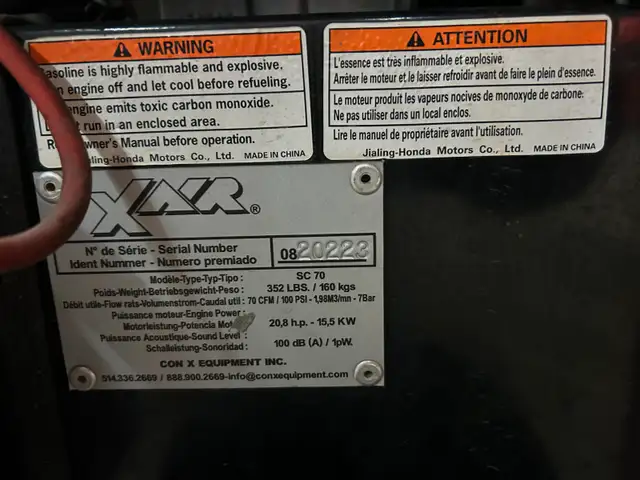 WARNING
asoline is highly flammable and explosive.
n engine off and let cool before refueling.
engine emits toxic carbon monoxide.
t run in an enclosed area.
R ner's Manual before operation.
Jialing-Honda Motors Co., Ltd. MADE IN CHINA
ATTENTION
L'essence est très inflammable et explosive.
Arrêter le moteur et le laisser refroidir avant de faire le plein d'essence.
Le moteur produit les vapeurs nocives de monoxyde de carbone.
Ne pas utiliser dans un local enclos.
Lire le manuel de propriétaire avant l'utilisation.
Jialing-Honda Motors Co., Ltd. MADE IN CHINA
XAIR®
N° de Série - Serial Number
Ident Nummer - Numero premiado
0820223
Modèle-Type-Typ-Tipo : SC 70
Poids-Weight-Betriebsgewicht-Peso : 352 LBS. / 160 kgs
Débit utile-Flow rats-Volumenstrom-Caudal util : 70 CFM / 100 PSI - 1,98M3/mn - 7Bar
Puissance moteur-Engine Power :
Motorleistung-Potencia Mot 20,8 h.p. - 15,5 KW
Puissance Acoustique-Sound Level :
Schalleistung-Sonoridad : 100 dB (A) / 1pW.
CON X EQUIPMENT INC.
514.336.2669 / 888.900.2669-info@conxequipment.com